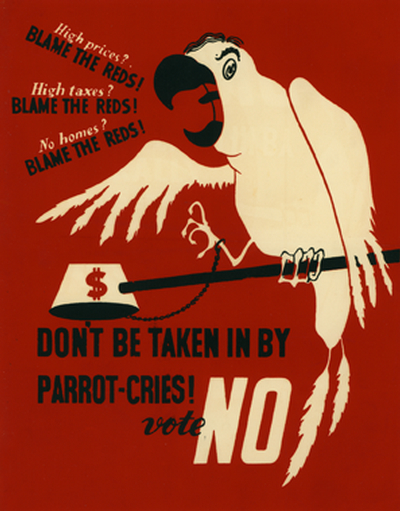 High prices?
BLAME THE REDS!
High taxes?
BLAME THE REDS!
No homes?
BLAME THE REDS!
$
DON'T BE TAKEN IN BY
PARROT-CRIES!
vote NO